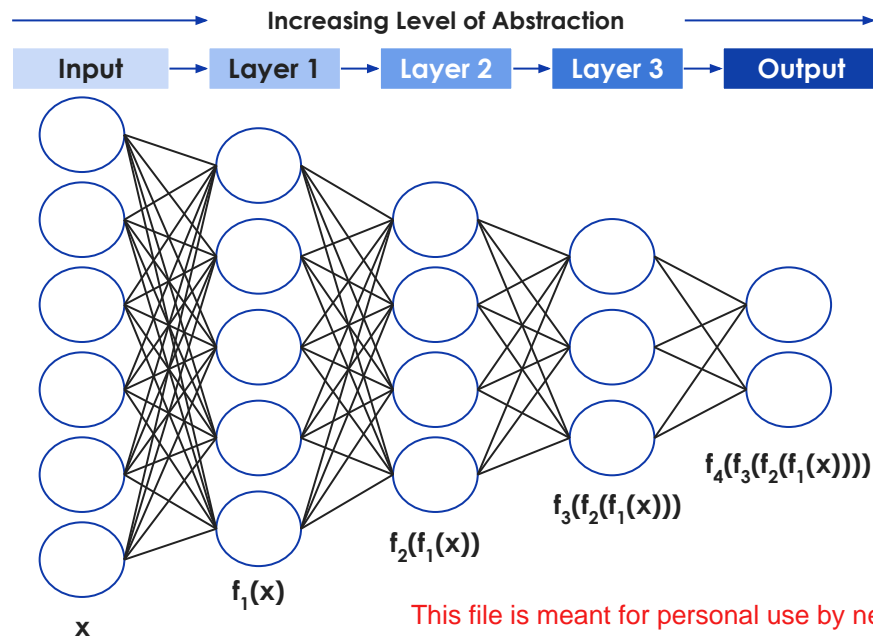 Increasing Level of Abstraction
Input Layer 1 Layer 2 Layer 3 Output
f₄(f₃(f₂(f₁(x))))
f₃(f₂(f₁(x)))
f₂(f₁(x))
f₁(x)
x
This file is meant for personal use by ne